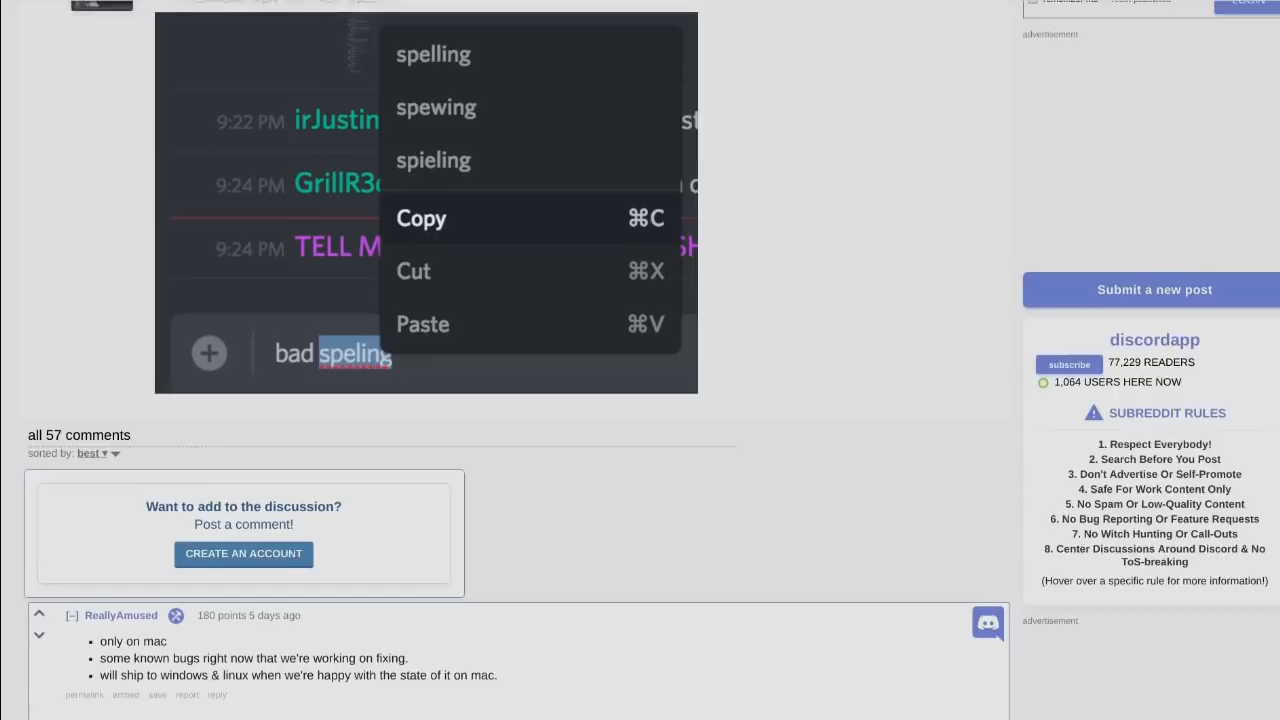 advertisement
spelling
spewing
9:22 PM irJustin
spieling
9:24 PM GrillR3
Copy ⌘C
9:24 PM TELL M
Cut ⌘X
Paste ⌘V
bad speling
Submit a new post
discordapp
subscribe 77,229 READERS
1,064 USERS HERE NOW
SUBREDDIT RULES
1. Respect Everybody!
2. Search Before You Post
3. Don't Advertise Or Self-Promote
4. Safe For Work Content Only
5. No Spam Or Low-Quality Content
6. No Bug Reporting Or Feature Requests
7. No Witch Hunting Or Call-Outs
8. Center Discussions Around Discord & No
ToS-breaking
(Hover over a specific rule for more information!)
advertisement
all 57 comments
sorted by: best ▾
Want to add to the discussion?
Post a comment!
CREATE AN ACCOUNT
[–] ReallyAmused 180 points 5 days ago
• only on mac
• some known bugs right now that we're working on fixing.
• will ship to windows & linux when we're happy with the state of it on mac.
permalink embed save report reply